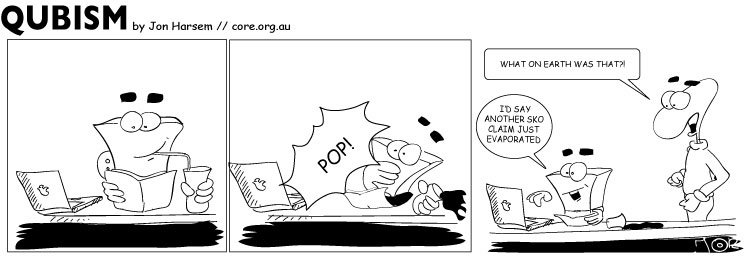 QUBISM by Jon Harsem // core.org.au
POP!
WHAT ON EARTH WAS THAT?!
I'D SAY
ANOTHER SKO
CLAIM JUST
EVAPORATED